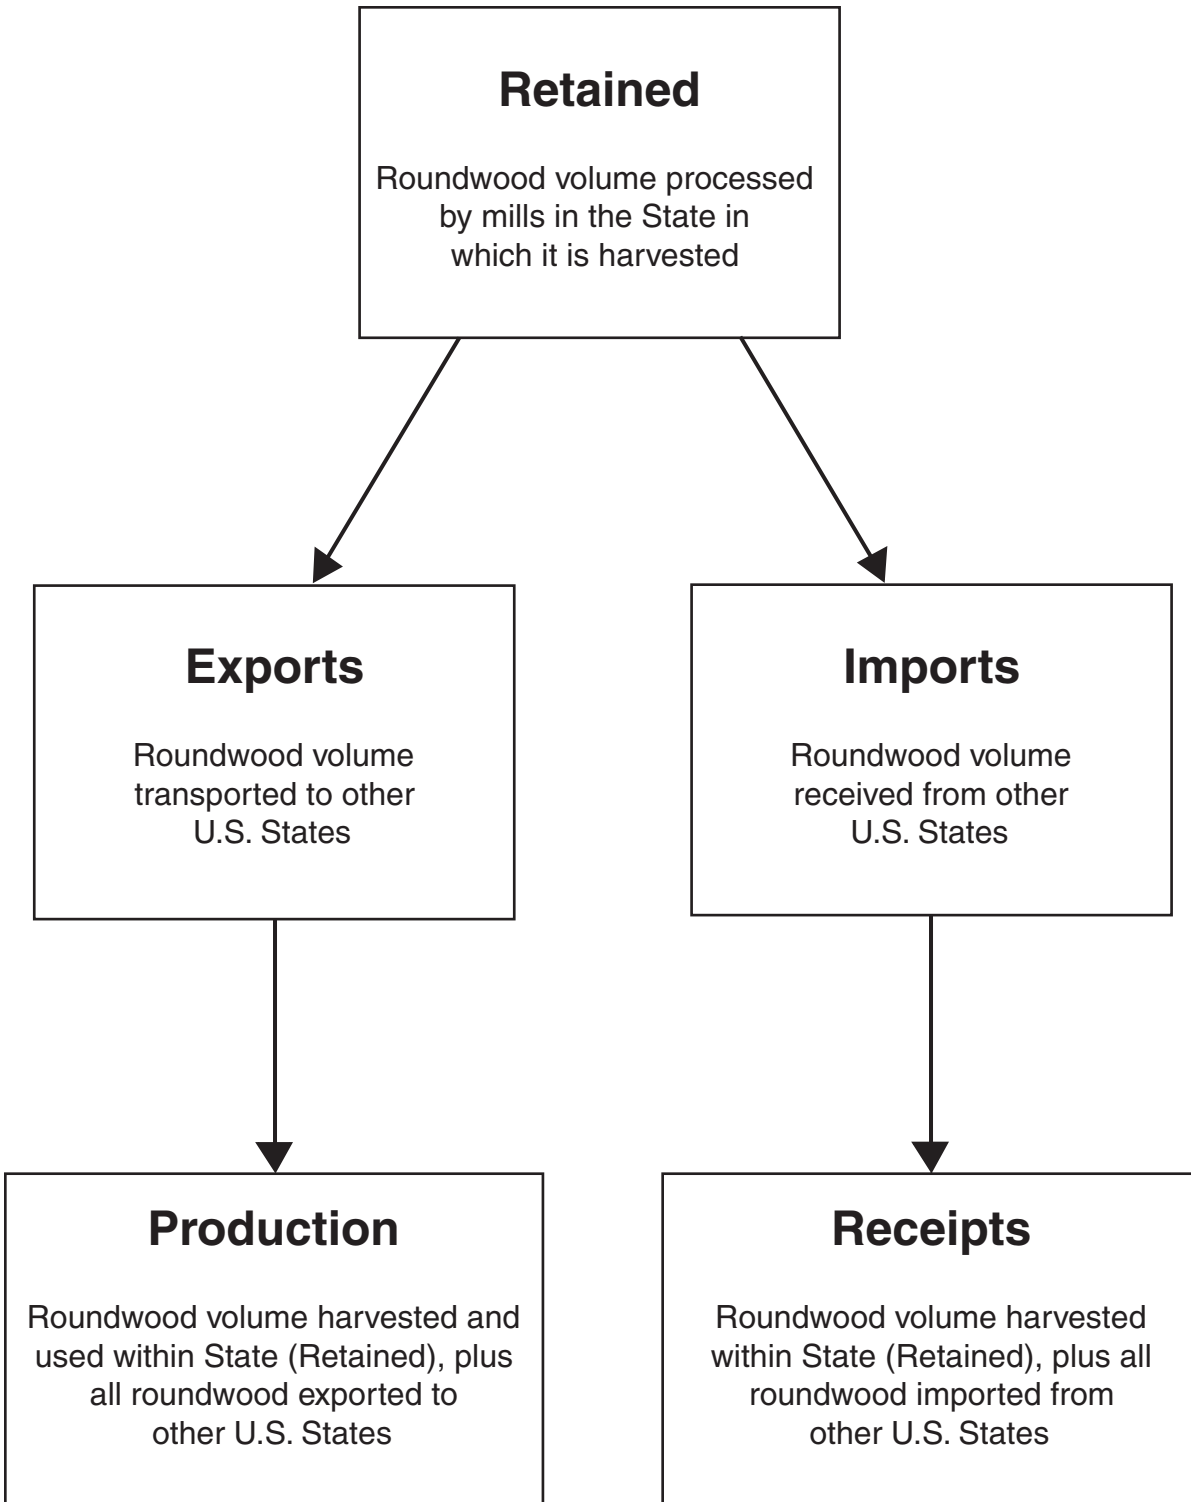 Retained
Roundwood volume processed
by mills in the State in
which it is harvested
Exports
Roundwood volume
transported to other
U.S. States
Imports
Roundwood volume
received from other
U.S. States
Production
Roundwood volume harvested and
used within State (Retained), plus
all roundwood exported to
other U.S. States
Receipts
Roundwood volume harvested
within State (Retained), plus all
roundwood imported from
other U.S. States